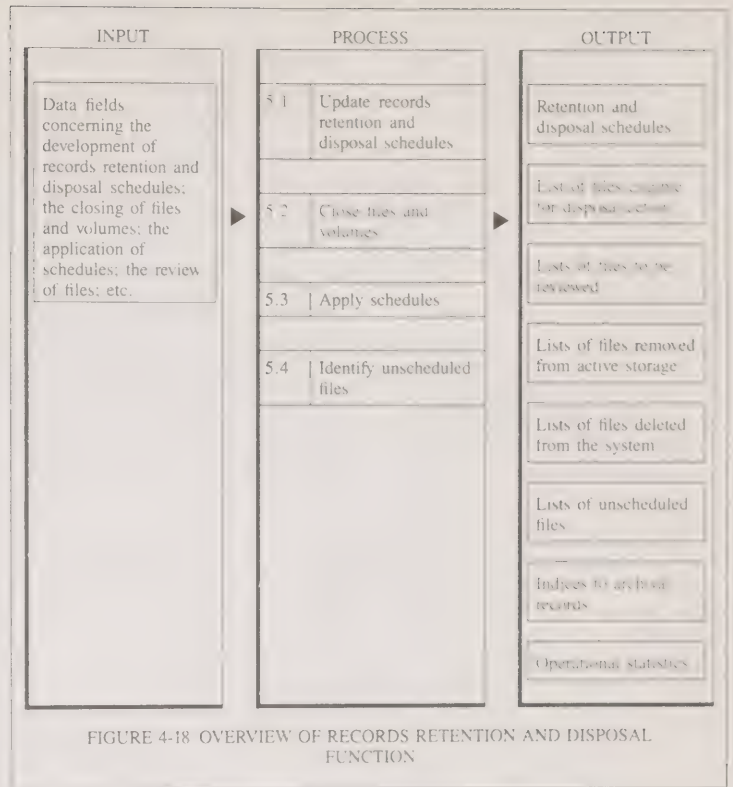 INPUT
Data fields
concerning the
development of
records retention and
disposal schedules;
the closing of files
and volumes; the
application of
schedules; the review
of files; etc.
PROCESS
5.1 Update records
retention and
disposal schedules
5.2 Close files and
volumes
5.3 Apply schedules
5.4 Identify unscheduled
files
OUTPUT
Retention and
disposal schedules
List of files
for disposal
Lists of files to be
reviewed
Lists of files removed
from active storage
Lists of files deleted
from the system
Lists of unscheduled
files
Indices to archival
records
Operational statistics
FIGURE 4-18 OVERVIEW OF RECORDS RETENTION AND DISPOSAL
FUNCTION